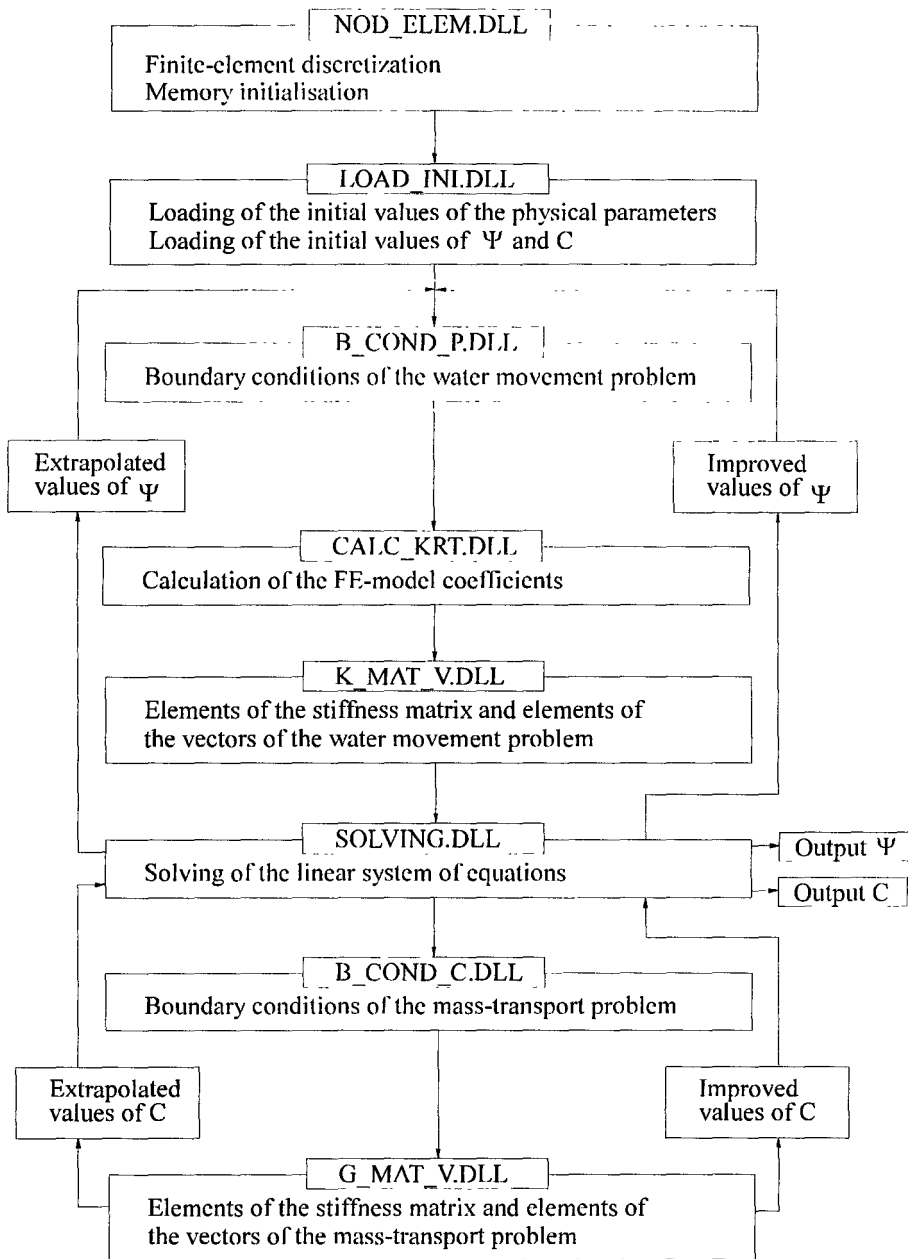 NOD_ELEM.DLL
Finite-element discretization
Memory initialisation
LOAD_INI.DLL
Loading of the initial values of the physical parameters
Loading of the initial values of Ψ and C
B_COND_P.DLL
Boundary conditions of the water movement problem
Extrapolated
values of Ψ
Improved
values of Ψ
CALC_KRT.DLL
Calculation of the FE-model coefficients
K_MAT_V.DLL
Elements of the stiffness matrix and elements of
the vectors of the water movement problem
SOLVING.DLL
Solving of the linear system of equations
Output Ψ
Output C
B_COND_C.DLL
Boundary conditions of the mass-transport problem
Extrapolated
values of C
Improved
values of C
G_MAT_V.DLL
Elements of the stiffness matrix and elements of
the vectors of the mass-transport problem